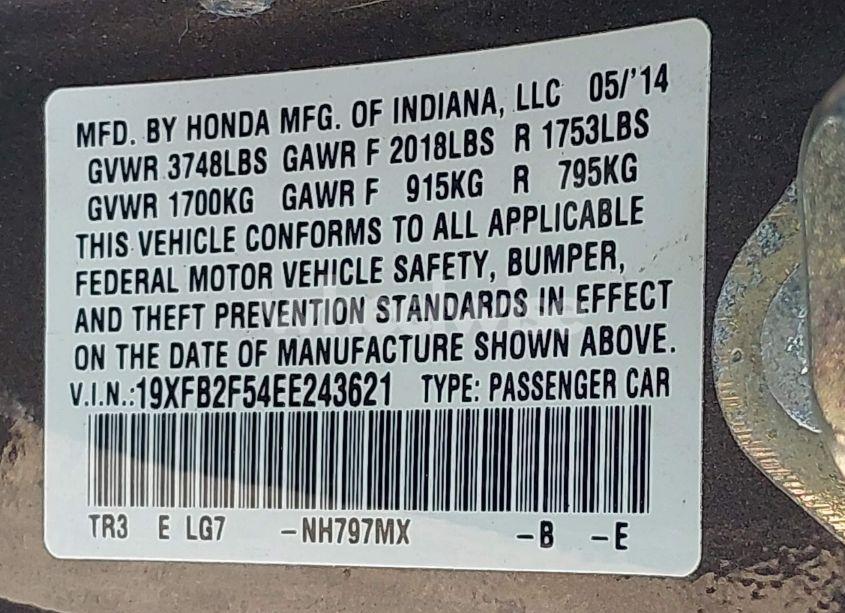 MFD. BY HONDA MFG. OF INDIANA, LLC 05/'14
GVWR 3748LBS GAWR F 2018LBS R 1753LBS
GVWR 1700KG GAWR F 915KG R 795KG
THIS VEHICLE CONFORMS TO ALL APPLICABLE
FEDERAL MOTOR VEHICLE SAFETY, BUMPER,
AND THEFT PREVENTION STANDARDS IN EFFECT
ON THE DATE OF MANUFACTURE SHOWN ABOVE.
V.I.N.:19XFB2F54EE243621 TYPE: PASSENGER CAR
TR3 E LG7 -NH797MX -B -E